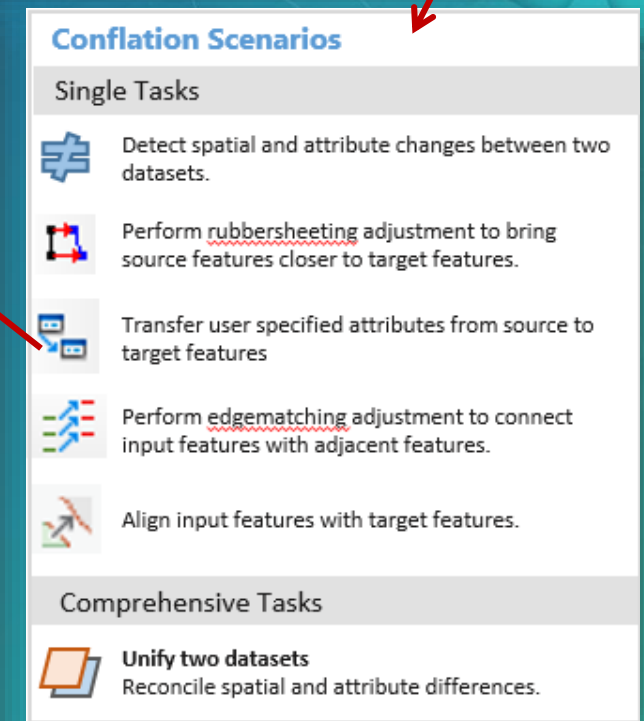 Conflation Scenarios
Single Tasks
Detect spatial and attribute changes between two
datasets.
Perform rubbersheeting adjustment to bring
source features closer to target features.
Transfer user specified attributes from source to
target features
Perform edgematching adjustment to connect
input features with adjacent features.
Align input features with target features.
Comprehensive Tasks
Unify two datasets
Reconcile spatial and attribute differences.